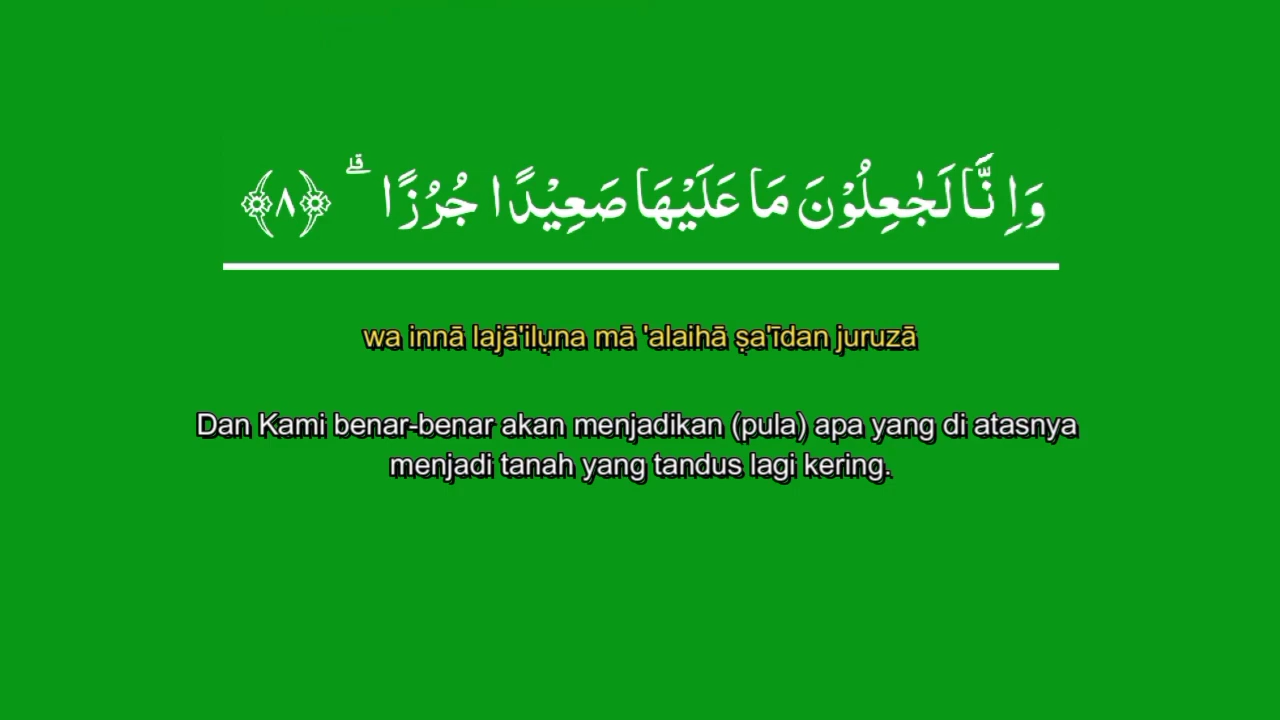 وَاِنَّا لَجٰعِلُوْنَ مَا عَلَيْهَا صَعِيْدًا جُرُزًا ۗ ﴿٨﴾
wa innā lajā'ilụna mā 'alaihā ṣa'īdan juruzā
Dan Kami benar-benar akan menjadikan (pula) apa yang di atasnya
menjadi tanah yang tandus lagi kering.